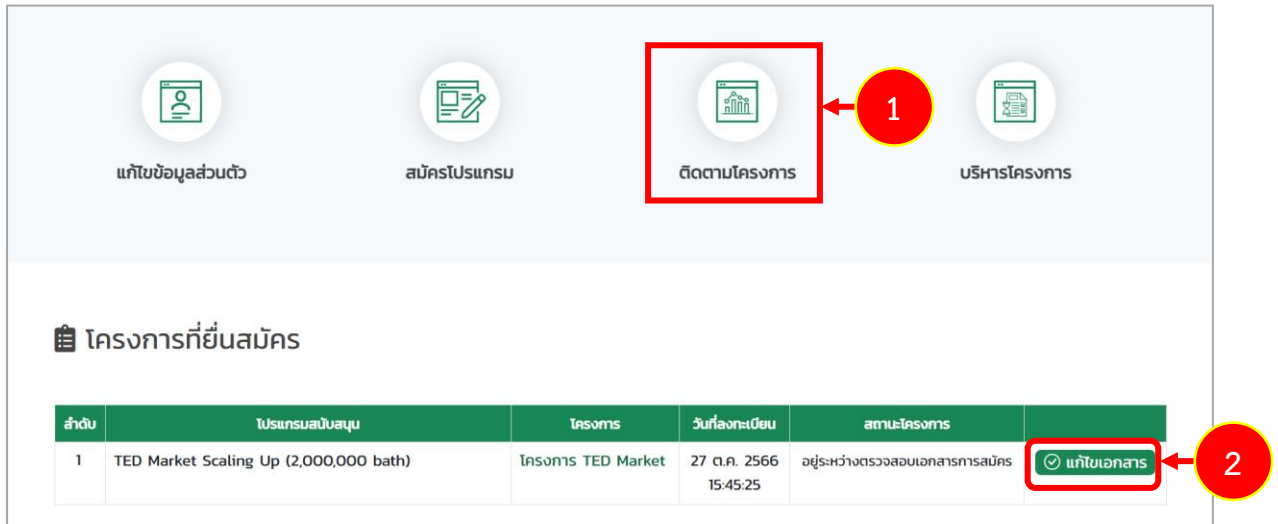 1
แก้ไขข้อมูลส่วนตัว สมัครโปรแกรม ติดตามโครงการ บริหารโครงการ
โครงการที่ยื่นสมัคร
ลำดับ โปรแกรมสนับสนุน โครงการ วันที่ลงทะเบียน สถานะโครงการ
1 TED Market Scaling Up (2,000,000 bath) โครงการ TED Market 27 ต.ค. 2566 อยู่ระหว่างตรวจสอบเอกสารการสมัคร แก้ไขเอกสาร 2
15:45:25